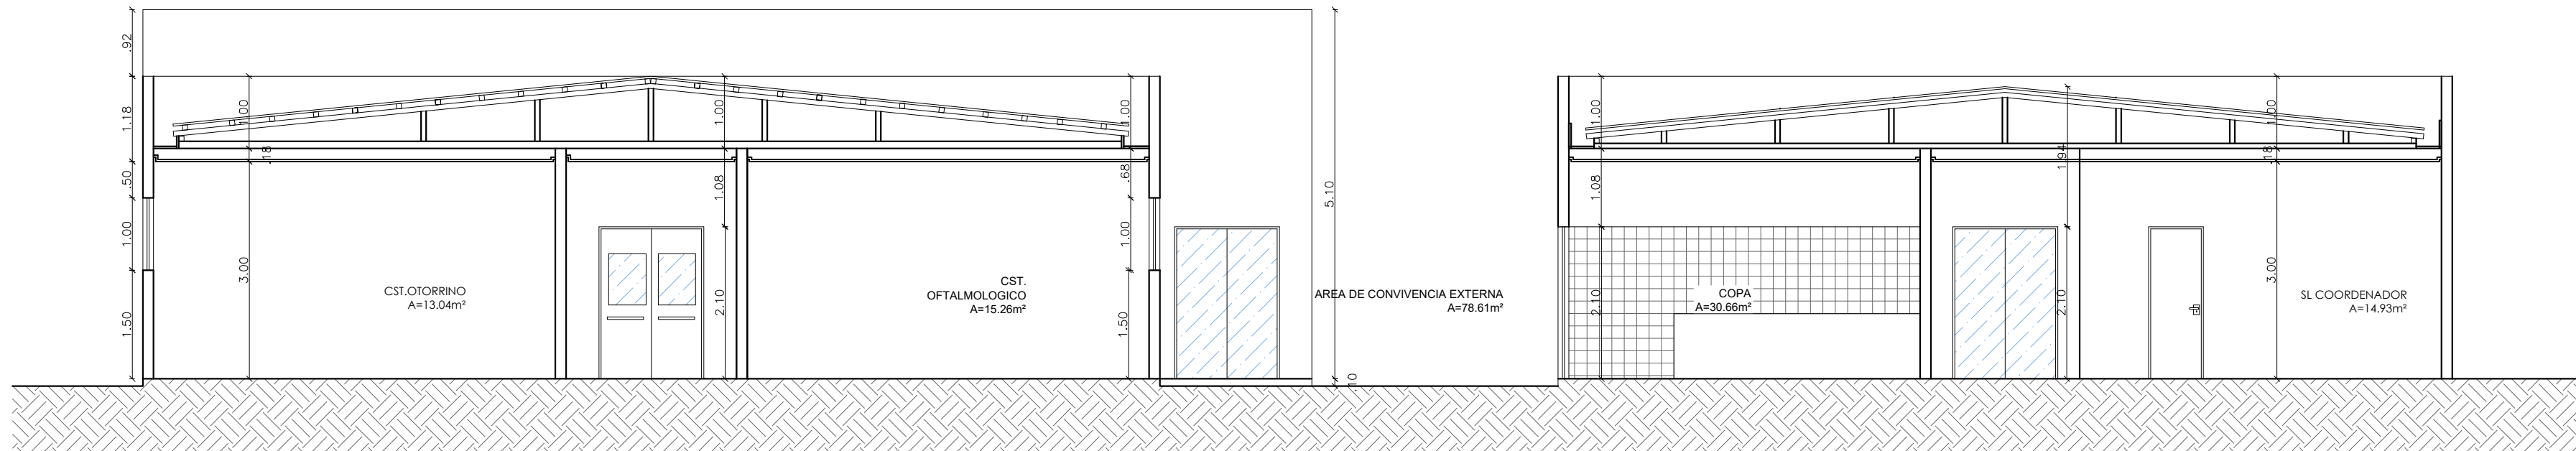 .92
1.18
.50
1.00
1.50
1.00
.18
3.00
CST.OTORRINO
A=13.04m²
1.00
1.08
2.10
CST.
OFTALMOLOGICO
A=15.26m²
1.00
.68
1.00
1.50
5.10
.10
AREA DE CONVIVENCIA EXTERNA
A=78.61m²
1.00
1.08
2.10
COPA
A=30.66m²
1.94
2.10
1.00
.18
3.00
SL COORDENADOR
A=14.93m²